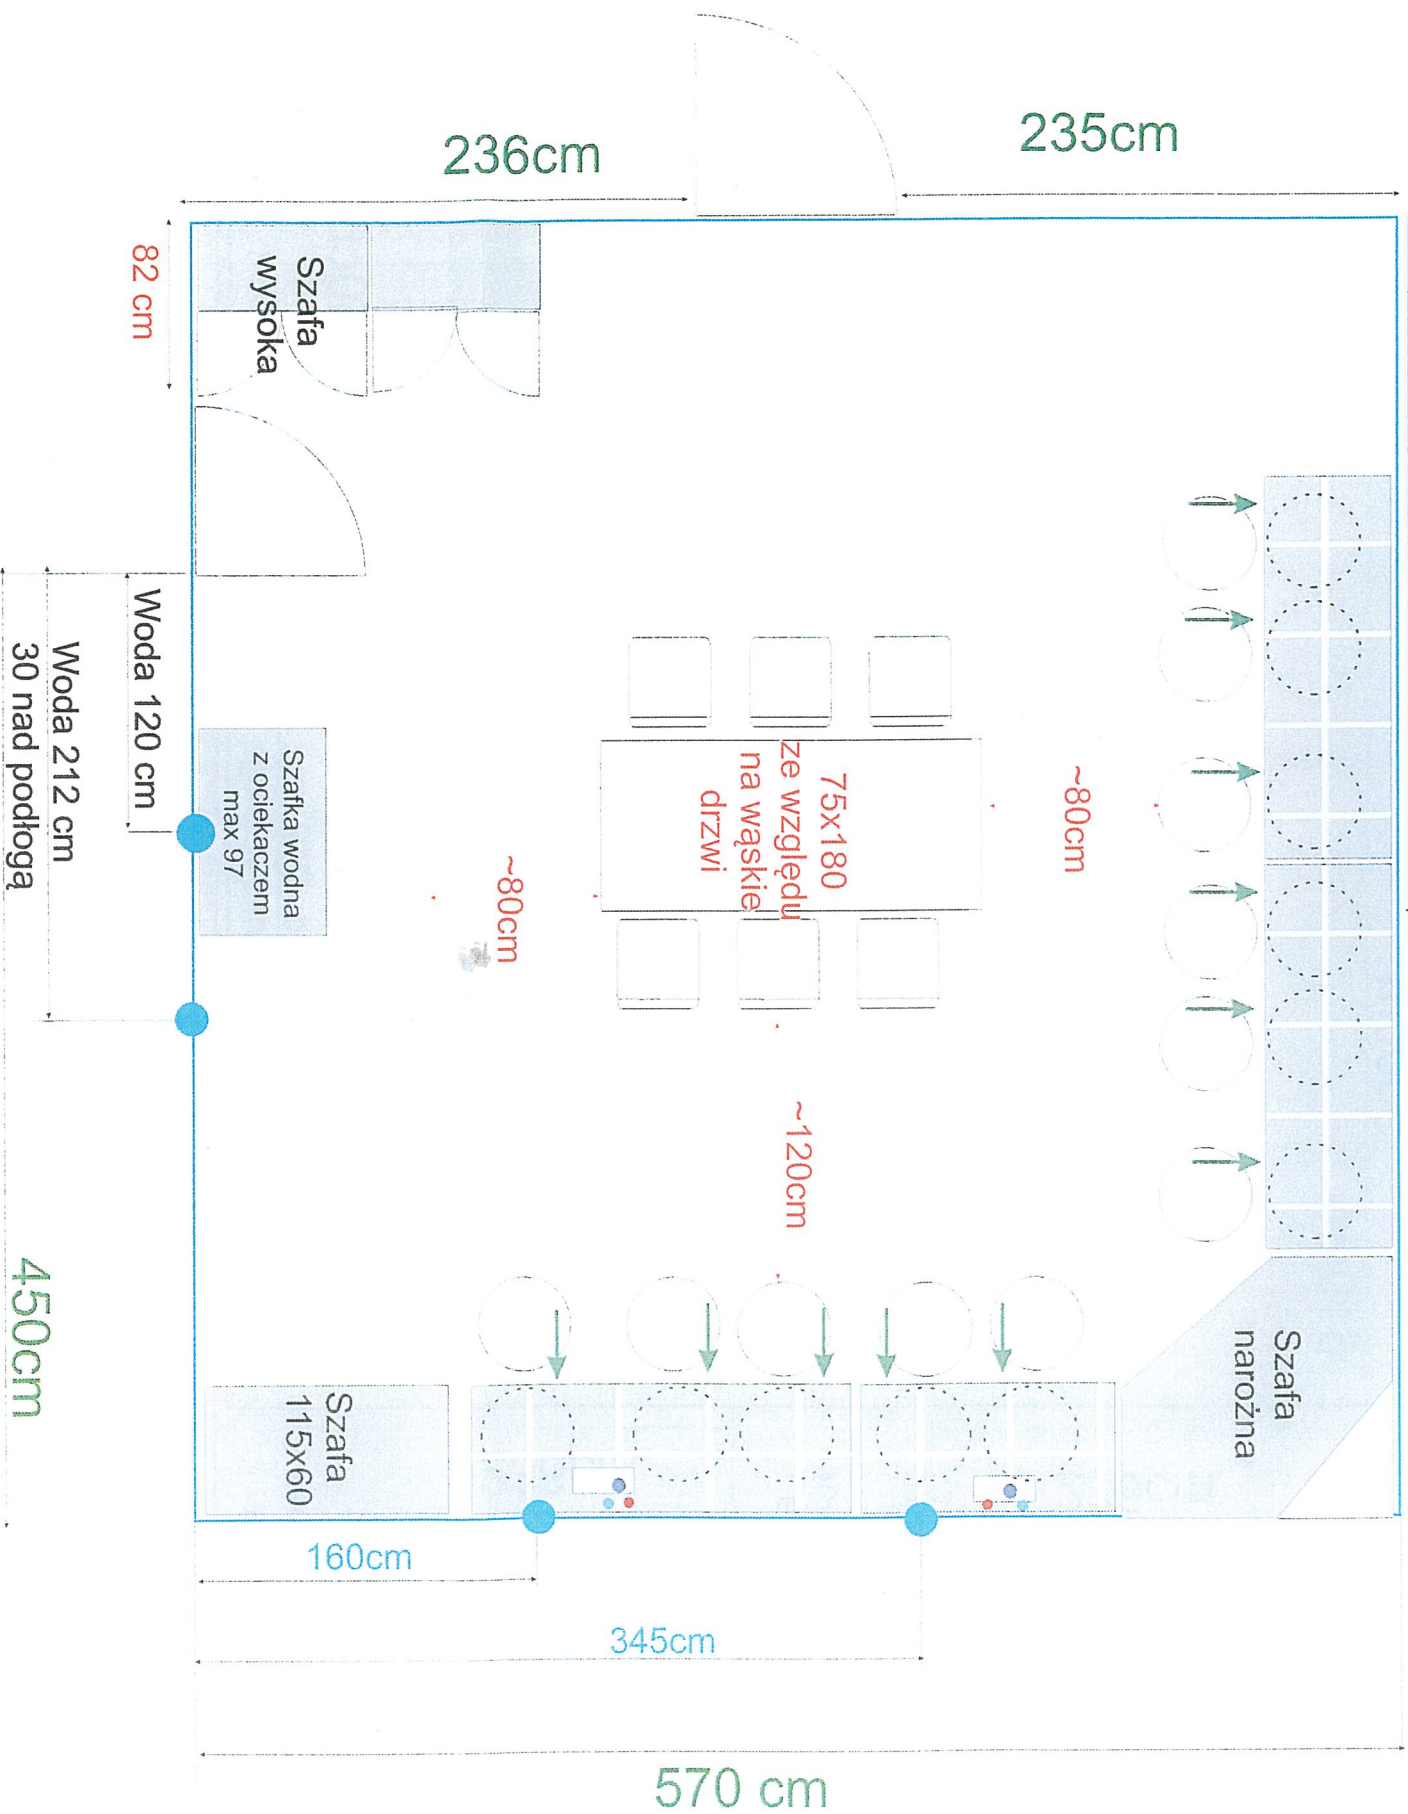 236cm
235cm
82 cm
Szafa
wysoka
Woda 120 cm
Woda 212 cm
30 nad podłogą
450cm
Szafka wodna
z ociekaczem
max 97
75x180
ze względu
na wąskie
drzwi
~80cm
~80cm
~120cm
Szafa
narożna
Szafa
115x60
160cm
345cm
570 cm